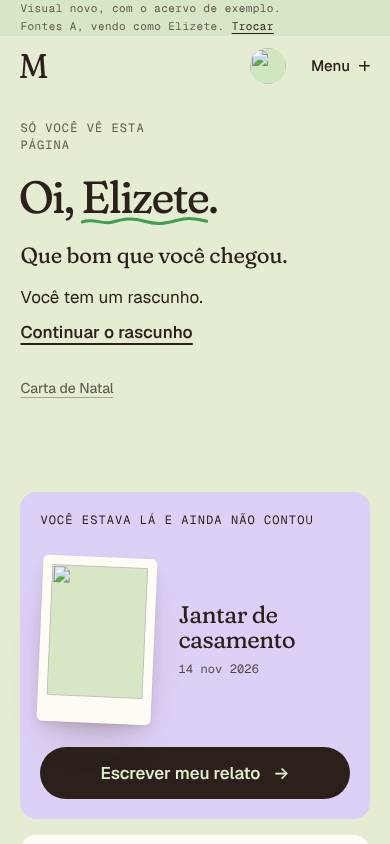 Visual novo, com o acervo de exemplo.
Fontes A, vendo como Elizete. Trocar
M
Menu +
SÓ VOCÊ VÊ ESTA
PÁGINA
Oi, Elizete.
Que bom que você chegou.
Você tem um rascunho.
Continuar o rascunho
Carta de Natal
VOCÊ ESTAVA LÁ E AINDA NÃO CONTOU
Jantar de
casamento
14 nov 2026
Escrever meu relato →